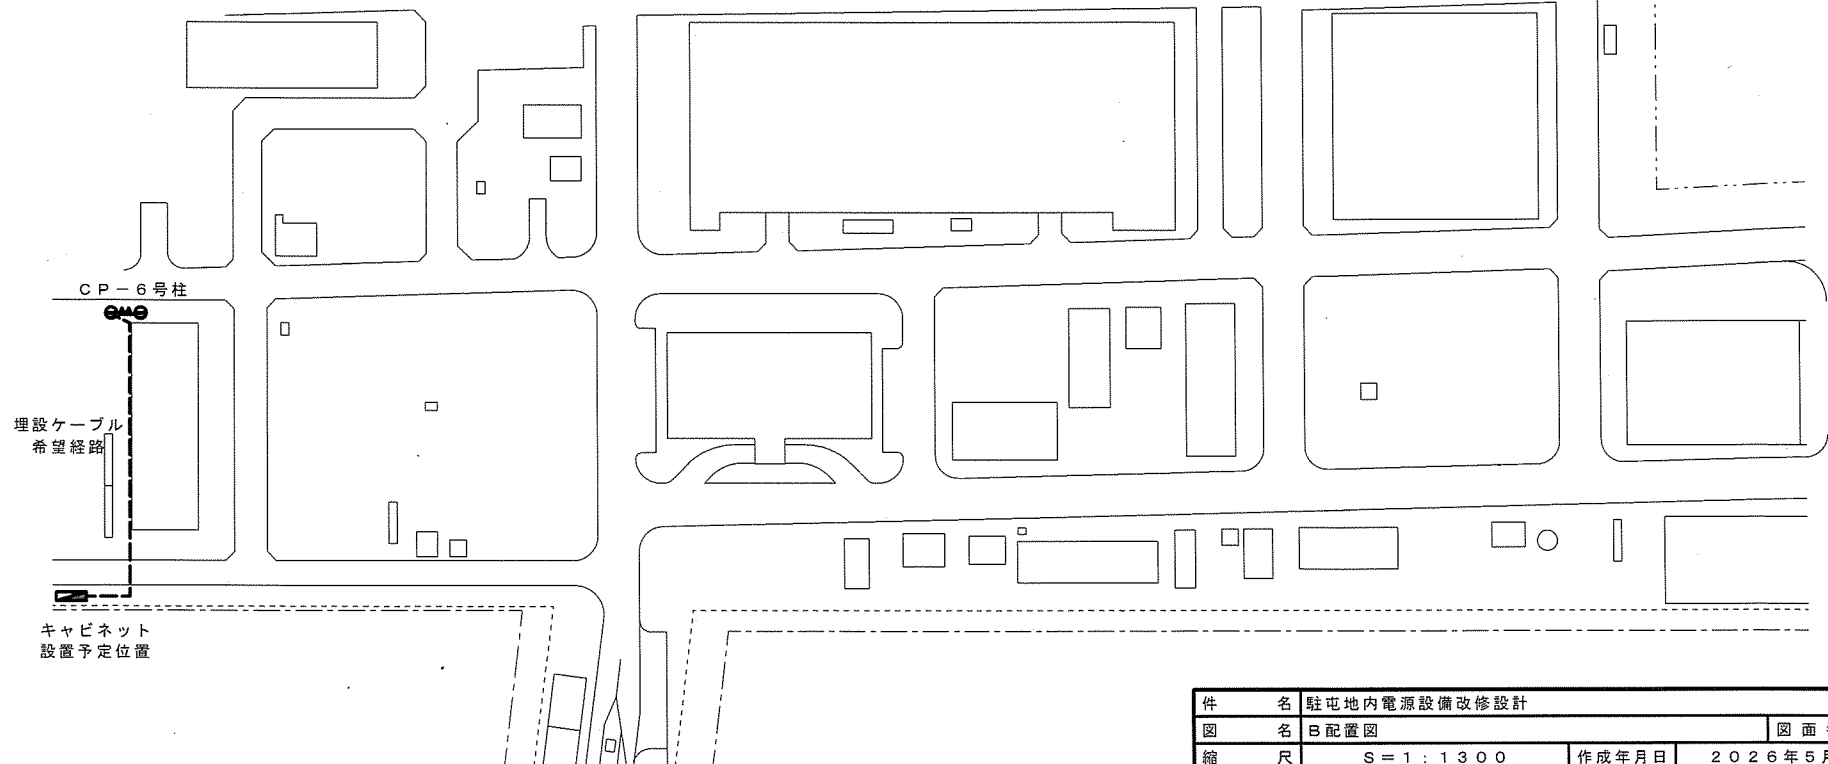 CP－6号柱
埋設ケーブル
希望経路
キャビネット
設置予定位置
件名 駐屯地内電源設備改修設計
図名 B配置図 図面
縮尺 S＝1：1300 作成年月日 2026年5月